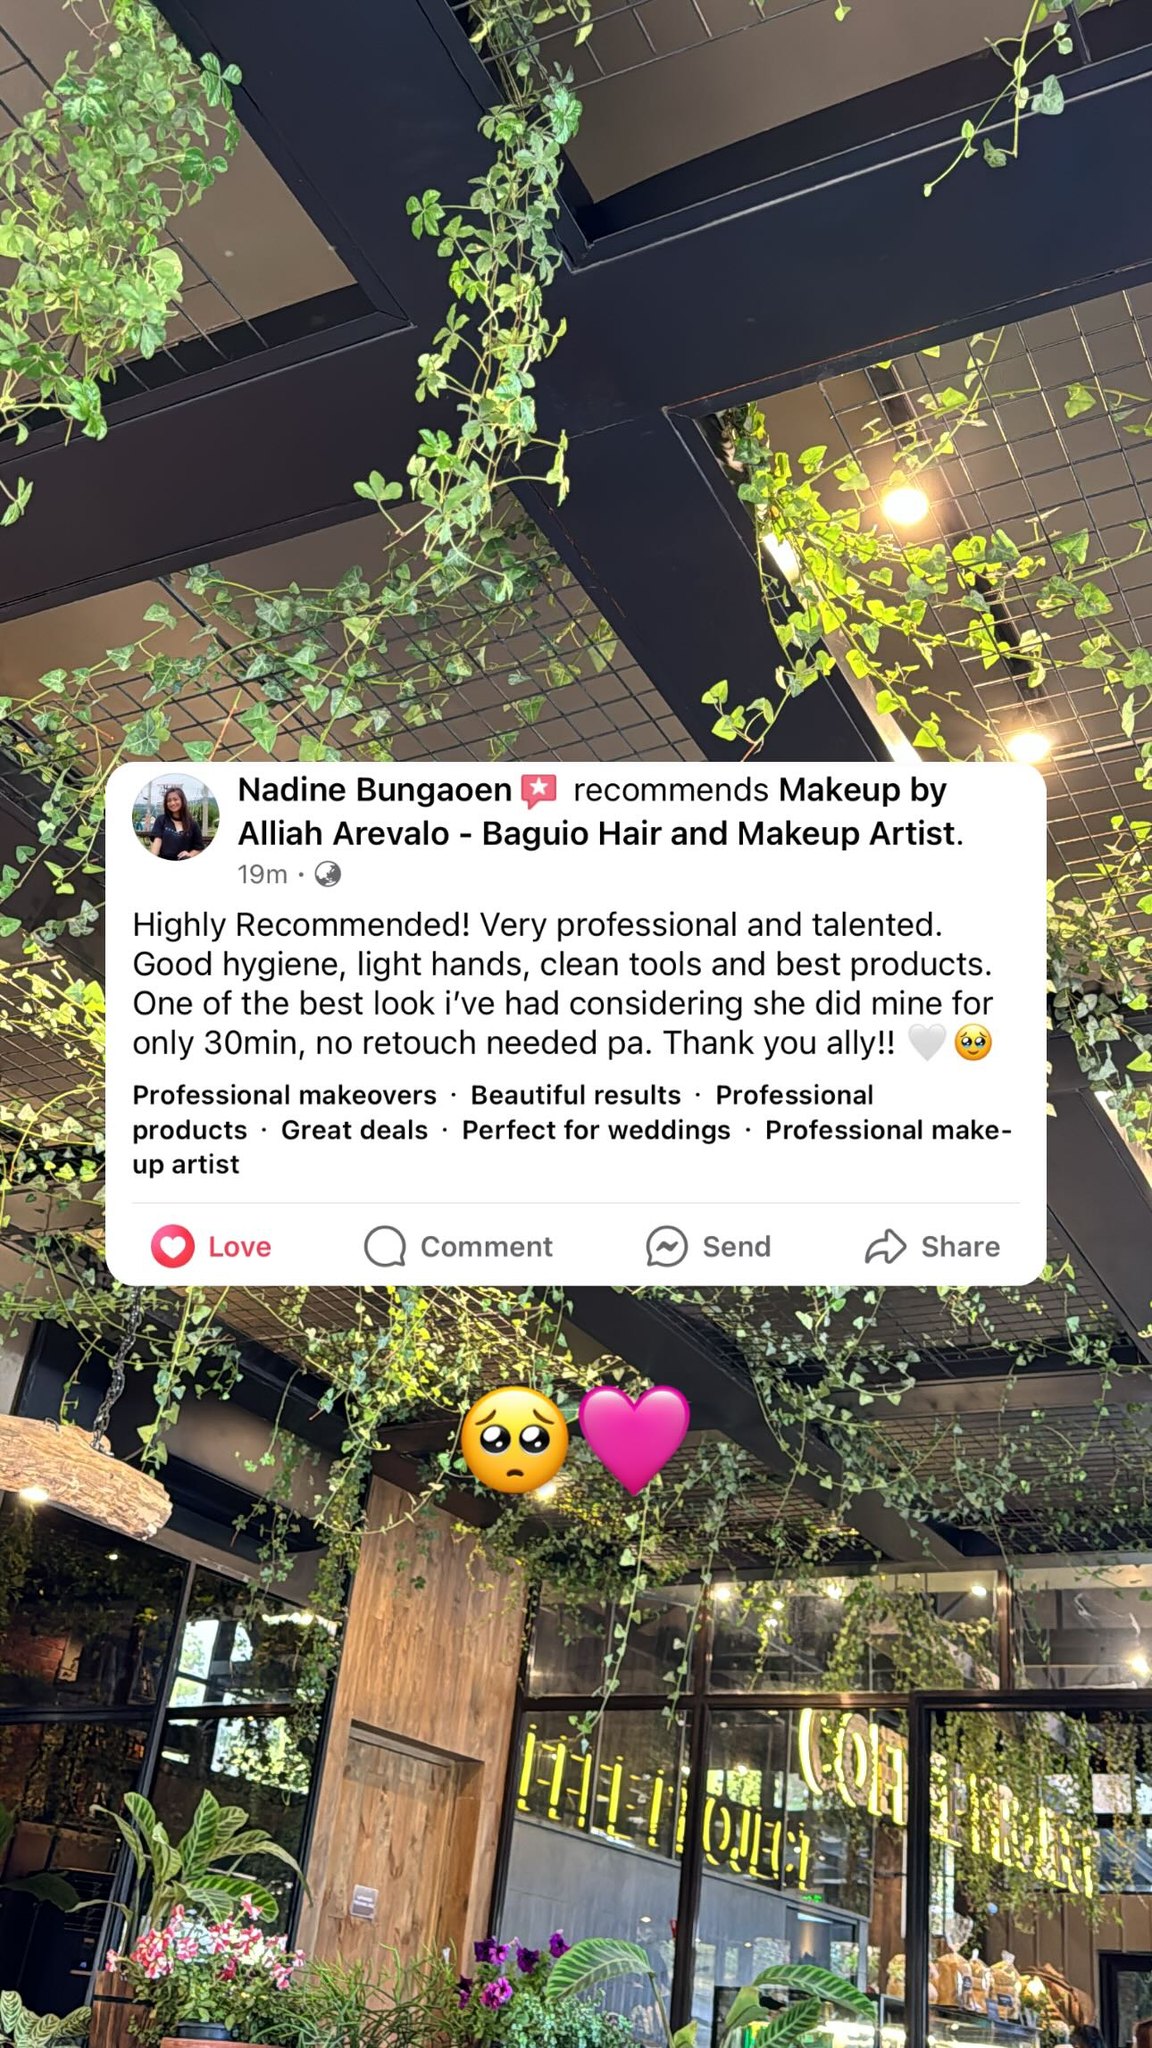 Nadine Bungaoen recommends Makeup by
Alliah Arevalo - Baguio Hair and Makeup Artist.
19m ·
Highly Recommended! Very professional and talented.
Good hygiene, light hands, clean tools and best products.
One of the best look i’ve had considering she did mine for
only 30min, no retouch needed pa. Thank you ally!! 🤍🥹
Professional makeovers · Beautiful results · Professional
products · Great deals · Perfect for weddings · Professional make-
up artist
Love Comment Send Share
🥺🩷